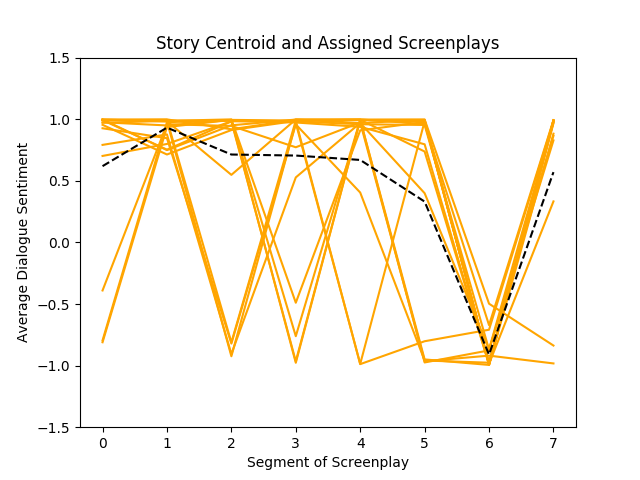 Story Centroid and Assigned Screenplays
Average Dialogue Sentiment
1.5
1.0
0.5
0.0
−0.5
−1.0
−1.5
0 1 2 3 4 5 6 7
Segment of Screenplay